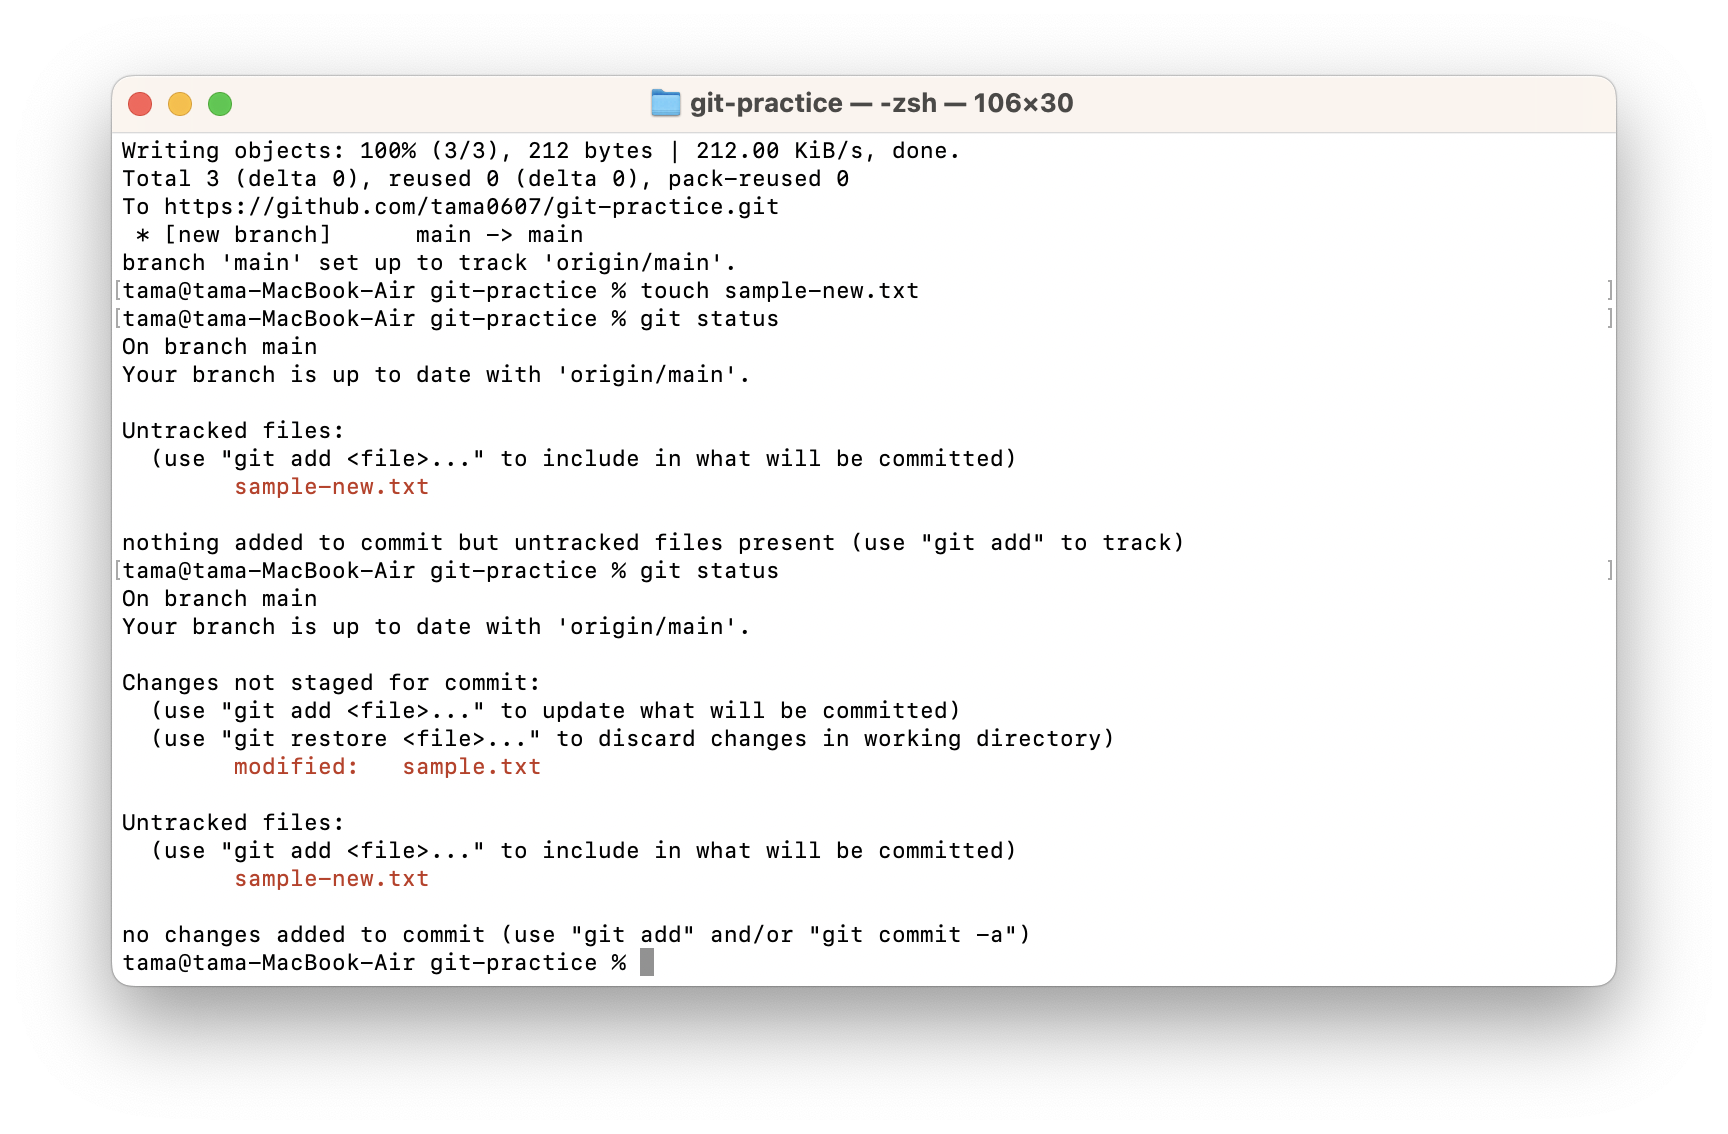 git-practice — -zsh — 106×30
Writing objects: 100% (3/3), 212 bytes | 212.00 KiB/s, done.
Total 3 (delta 0), reused 0 (delta 0), pack-reused 0
To https://github.com/tama0607/git-practice.git
 * [new branch]      main -> main
branch 'main' set up to track 'origin/main'.
[tama@tama-MacBook-Air git-practice % touch sample-new.txt ]
[tama@tama-MacBook-Air git-practice % git status ]
On branch main
Your branch is up to date with 'origin/main'.

Untracked files:
  (use "git add <file>..." to include in what will be committed)
        sample-new.txt

nothing added to commit but untracked files present (use "git add" to track)
[tama@tama-MacBook-Air git-practice % git status ]
On branch main
Your branch is up to date with 'origin/main'.

Changes not staged for commit:
  (use "git add <file>..." to update what will be committed)
  (use "git restore <file>..." to discard changes in working directory)
        modified:   sample.txt

Untracked files:
  (use "git add <file>..." to include in what will be committed)
        sample-new.txt

no changes added to commit (use "git add" and/or "git commit -a")
tama@tama-MacBook-Air git-practice %